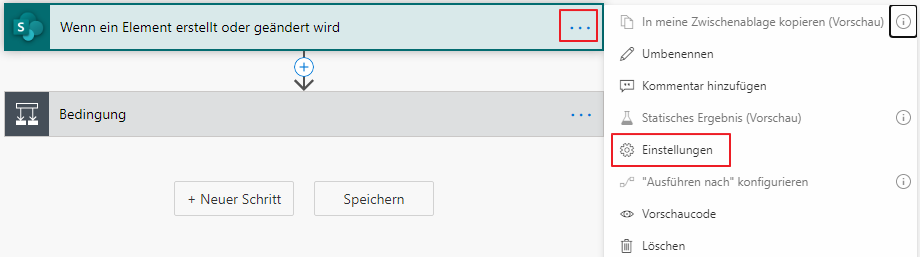 Wenn ein Element erstellt oder geändert wird
Bedingung
+ Neuer Schritt
Speichern
In meine Zwischenablage kopieren (Vorschau)
Umbenennen
Kommentar hinzufügen
Statisches Ergebnis (Vorschau)
Einstellungen
"Ausführen nach" konfigurieren
Vorschaucode
Löschen